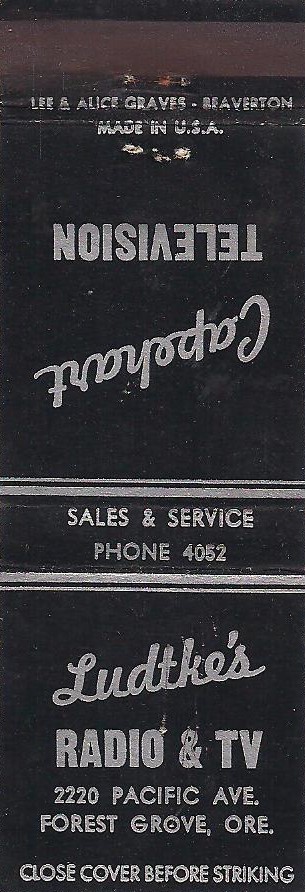 LEE & ALICE GRAVES - BEAVERTON
MADE IN U.S.A.
Capehart
TELEVISION
SALES & SERVICE
PHONE 4052
Ludtke's
RADIO & TV
2220 PACIFIC AVE.
FOREST GROVE, ORE.
CLOSE COVER BEFORE STRIKING